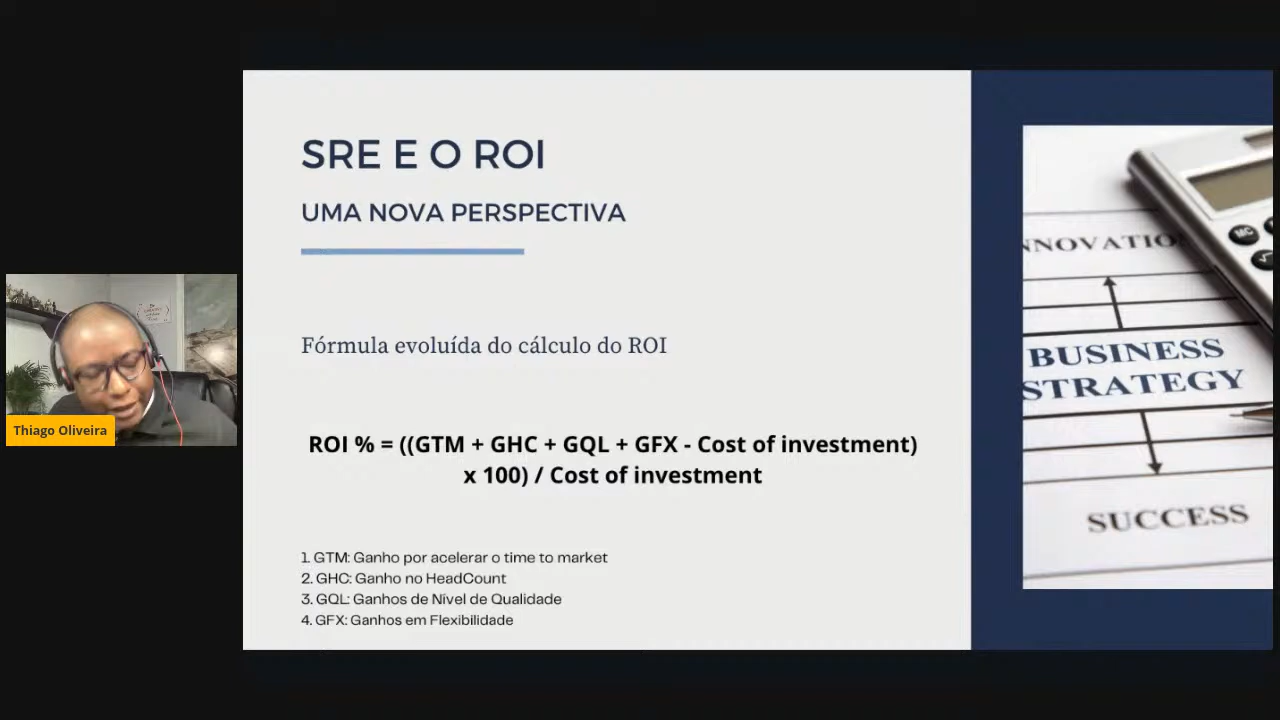 SRE E O ROI
UMA NOVA PERSPECTIVA
Fórmula evoluída do cálculo do ROI
ROI % = ((GTM + GHC + GQL + GFX - Cost of investment)
x 100) / Cost of investment
1. GTM: Ganho por acelerar o time to market
2. GHC: Ganho no HeadCount
3. GQL: Ganhos de Nível de Qualidade
4. GFX: Ganhos em Flexibilidade
NNOVATIO
BUSINESS
STRATEGY
SUCCESS
MC
Thiago Oliveira